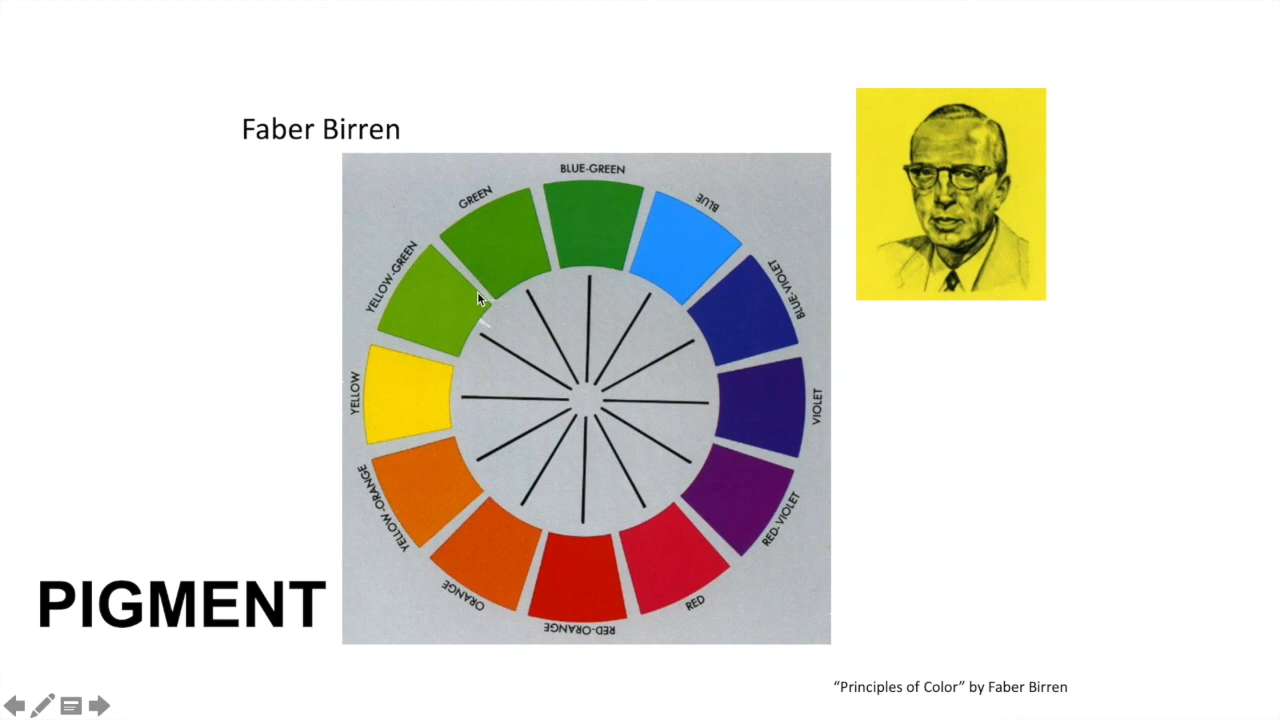 Faber Birren
BLUE-GREEN
BLUE
BLUE-VIOLET
VIOLET
RED-VIOLET
RED
RED-ORANGE
ORANGE
YELLOW-ORANGE
YELLOW
YELLOW-GREEN
GREEN
PIGMENT
“Principles of Color” by Faber Birren